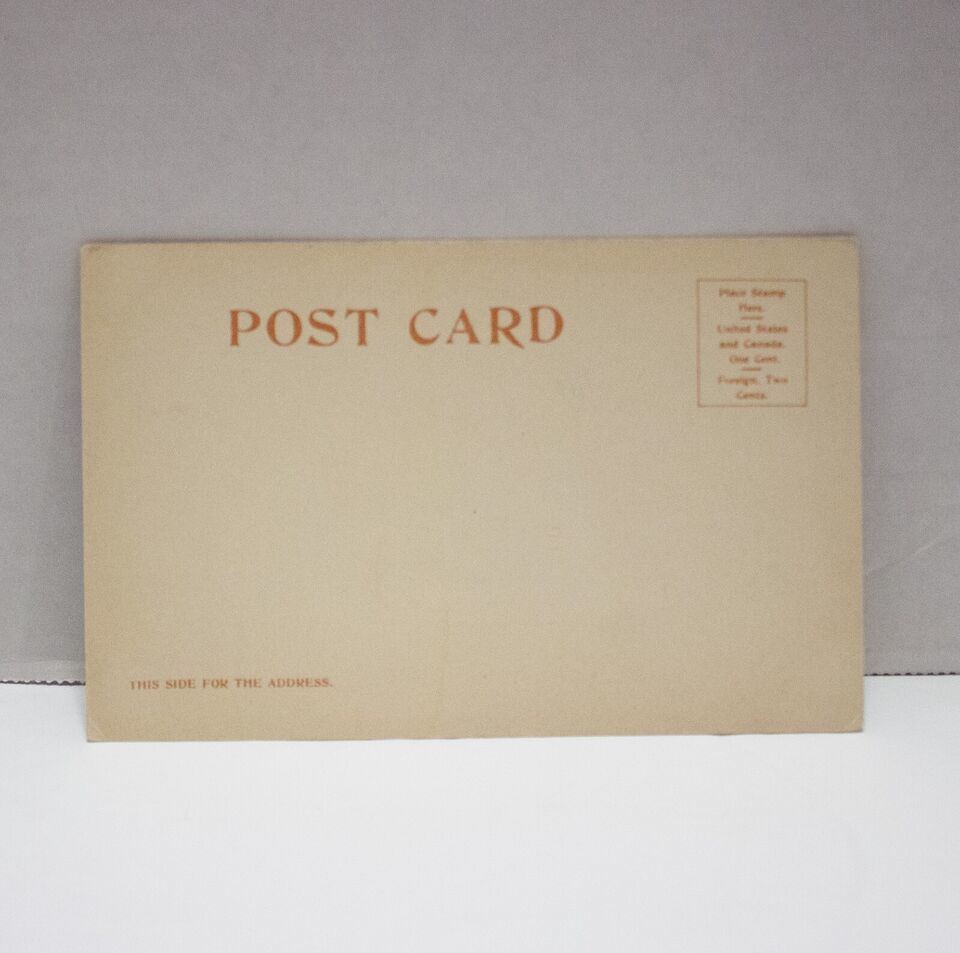 POST CARD
Place Stamp
Here.
United States
and Canada.
One Cent.
Foreign, Two
Cents.
THIS SIDE FOR THE ADDRESS.